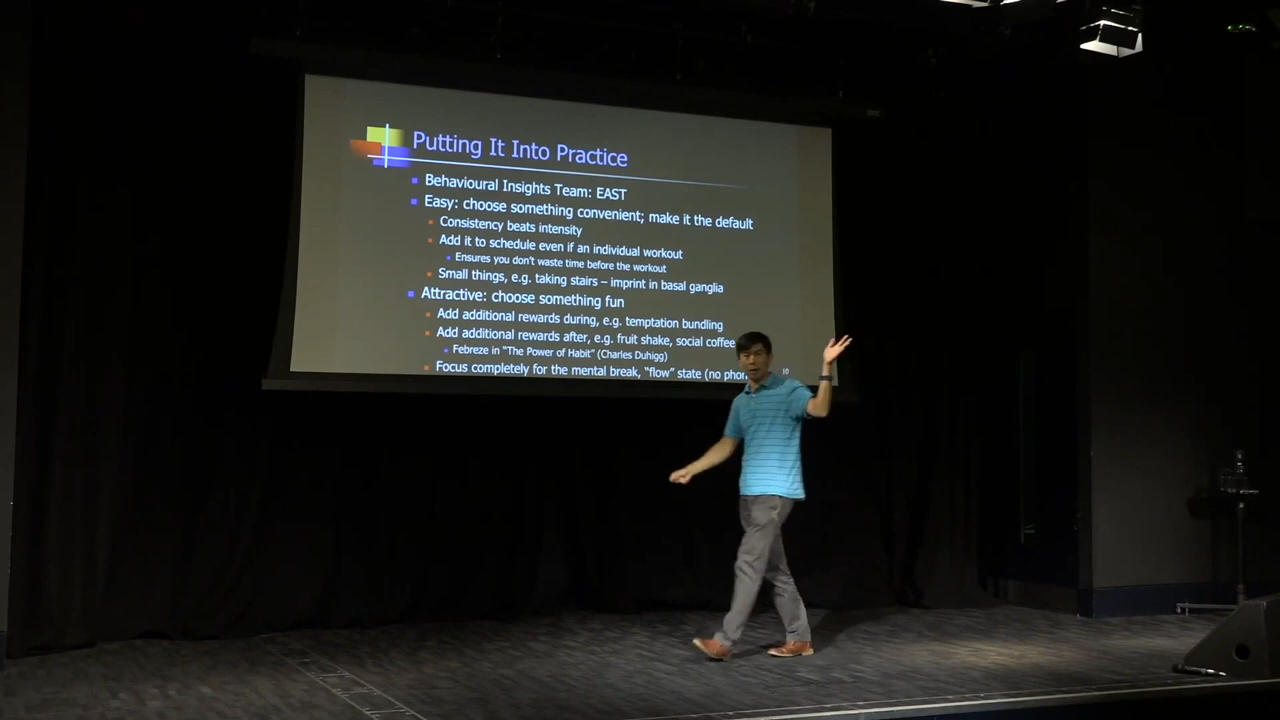 Putting It Into Practice
Behavioural Insights Team: EAST
Easy: choose something convenient; make it the default
Consistency beats intensity
Add it to schedule even if an individual workout
Ensures you don't waste time before the workout
Small things, e.g. taking stairs – imprint in basal ganglia
Attractive: choose something fun
Add additional rewards during, e.g. temptation bundling
Add additional rewards after, e.g. fruit shake, social coffee
Febreze in "The Power of Habit" (Charles Duhigg)
Focus completely for the mental break, "flow" state (no
10